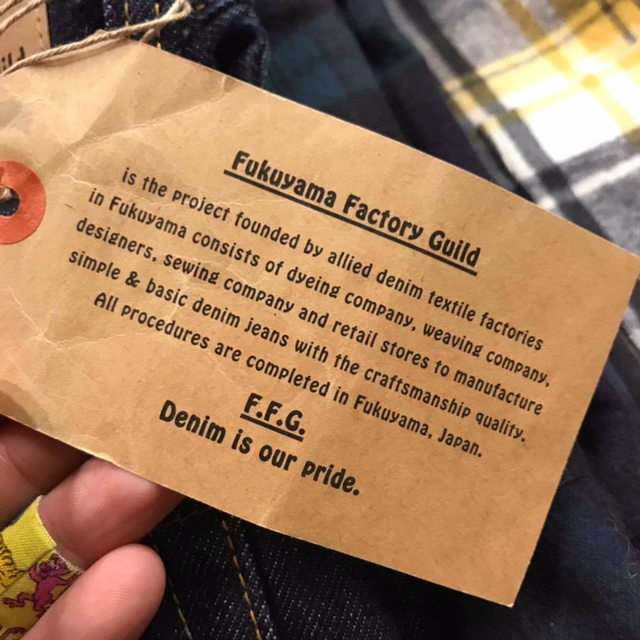 Fukuyama Factory Guild
is the project founded by allied denim textile factories
in Fukuyama consists of dyeing company, weaving company,
designers, sewing company and retail stores to manufacture
simple & basic denim jeans with the craftsmanship quality.
All procedures are completed in Fukuyama, Japan.
F.F.G.
Denim is our pride.